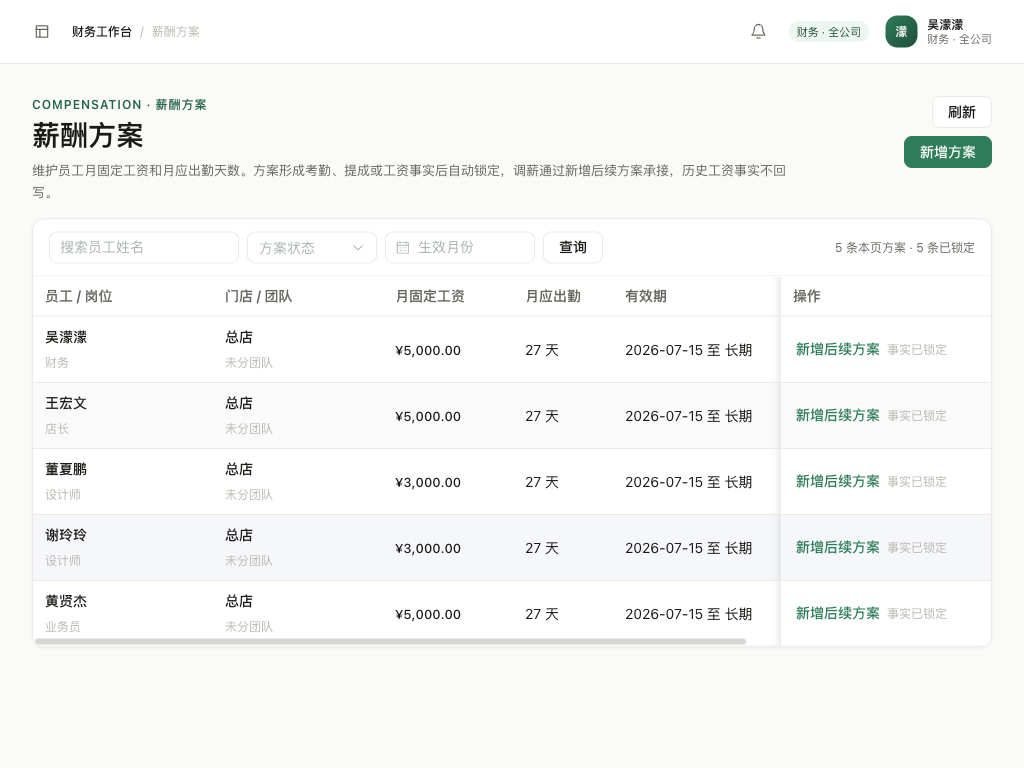 财务工作台 / 薪酬方案
财务 · 全公司
濛
吴濛濛
财务 · 全公司
COMPENSATION · 薪酬方案
薪酬方案
维护员工月固定工资和月应出勤天数。方案形成考勤、提成或工资事实后自动锁定，调薪通过新增后续方案承接，历史工资事实不回
写。
刷新
新增方案
搜索员工姓名 方案状态 生效月份 查询 5 条本页方案 · 5 条已锁定
员工 / 岗位 门店 / 团队 月固定工资 月应出勤 有效期 操作
吴濛濛 总店
财务 未分团队
¥5,000.00 27 天 2026-07-15 至 长期 新增后续方案 事实已锁定
王宏文 总店
店长 未分团队
¥5,000.00 27 天 2026-07-15 至 长期 新增后续方案 事实已锁定
董夏鹏 总店
设计师 未分团队
¥3,000.00 27 天 2026-07-15 至 长期 新增后续方案 事实已锁定
谢玲玲 总店
设计师 未分团队
¥3,000.00 27 天 2026-07-15 至 长期 新增后续方案 事实已锁定
黄贤杰 总店
业务员 未分团队
¥5,000.00 27 天 2026-07-15 至 长期 新增后续方案 事实已锁定